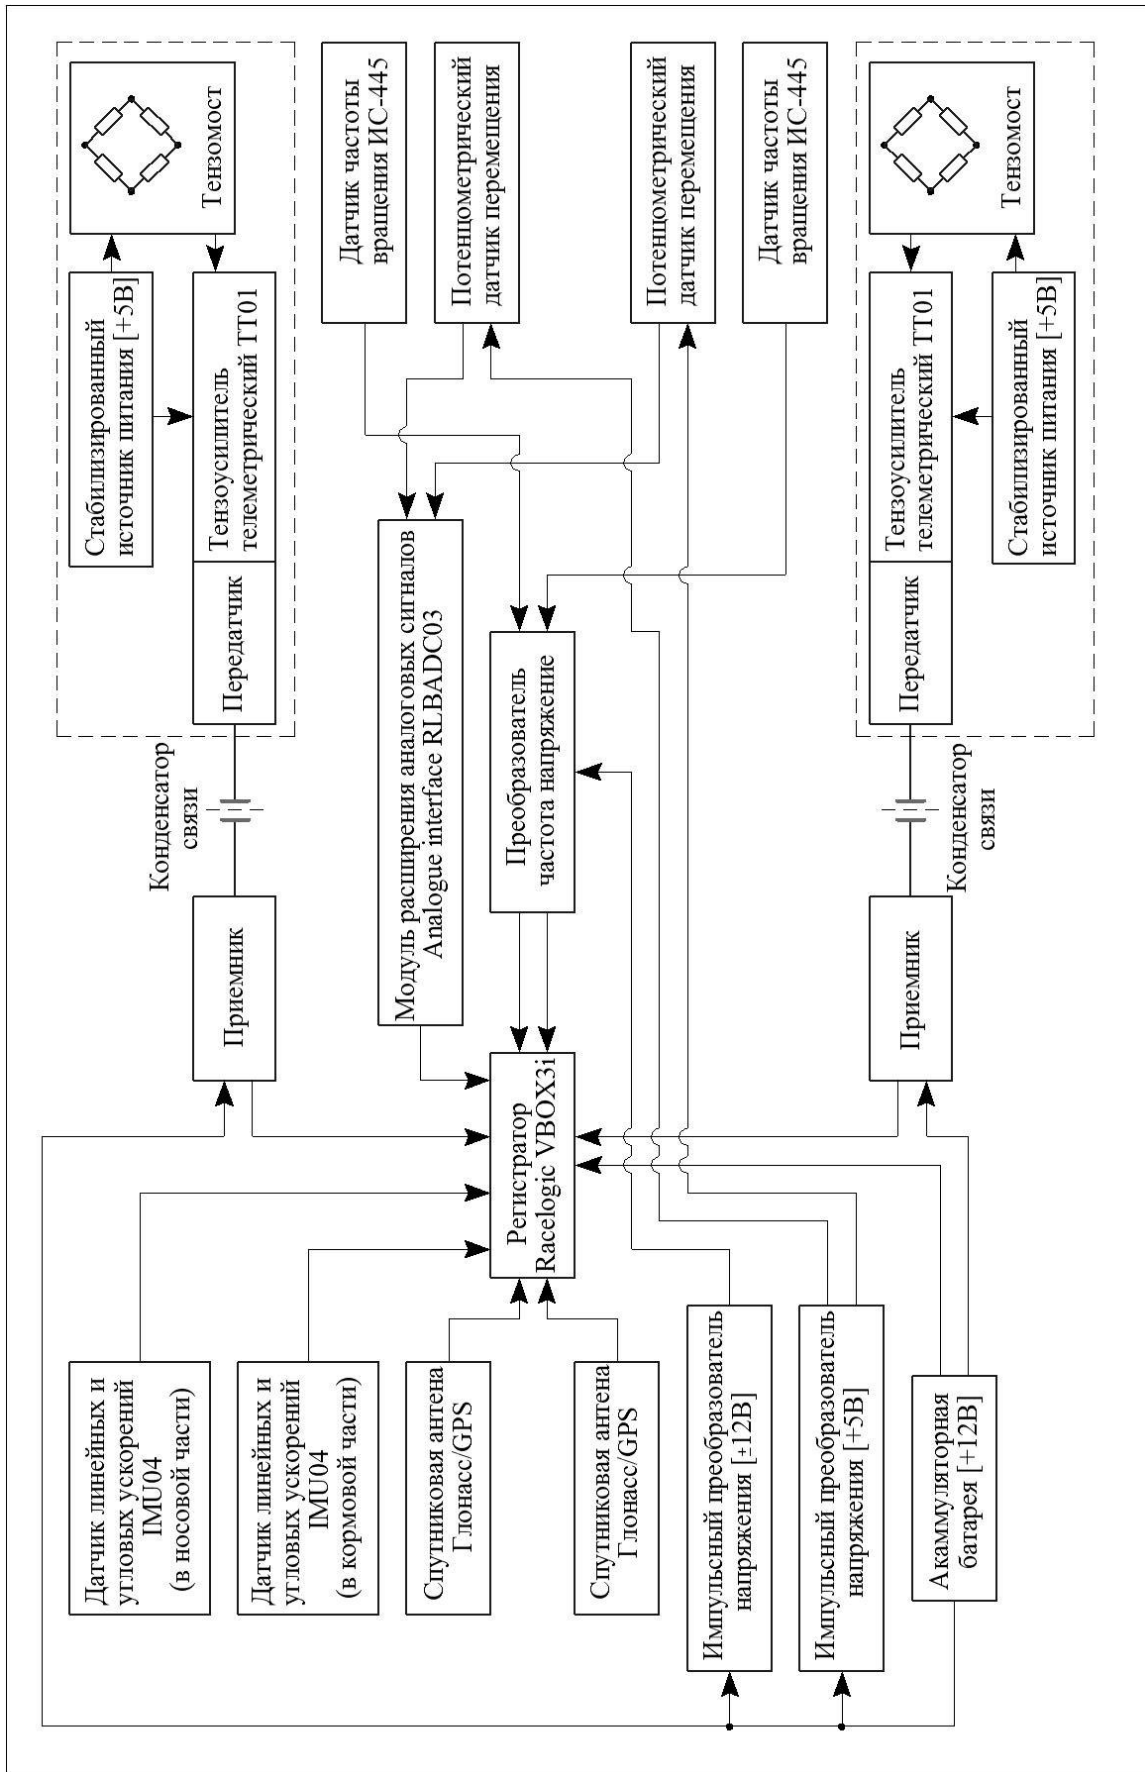 Датчик линейных и
угловых ускорений
IMU04
(в носовой части)
Датчик линейных и
угловых ускорений
IMU04
(в кормовой части)
Спутниковая антена
Глонасс/GPS
Спутниковая антена
Глонасс/GPS
Импульсный преобразователь
напряжения [±12В]
Импульсный преобразователь
напряжения [+5В]
Акаммуляторная
батарея [+12В]
Приемник
Конденсатор
связи
Передатчик
Тензоусилитель
телеметрический ТТ01
Стабилизированный
источник питания [+5В]
Тензомост
Регистратор
Racelogic VBOX3i
Модуль расширения аналоговых сигналов
Analogue interface RLBADC03
Преобразователь
частота напряжение
Датчик частоты
вращения ИС-445
Потенцометрический
датчик перемещения
Потенцометрический
датчик перемещения
Датчик частоты
вращения ИС-445
Приемник
Конденсатор
связи
Передатчик
Тензоусилитель
телеметрический ТТ01
Стабилизированный
источник питания [+5В]
Тензомост